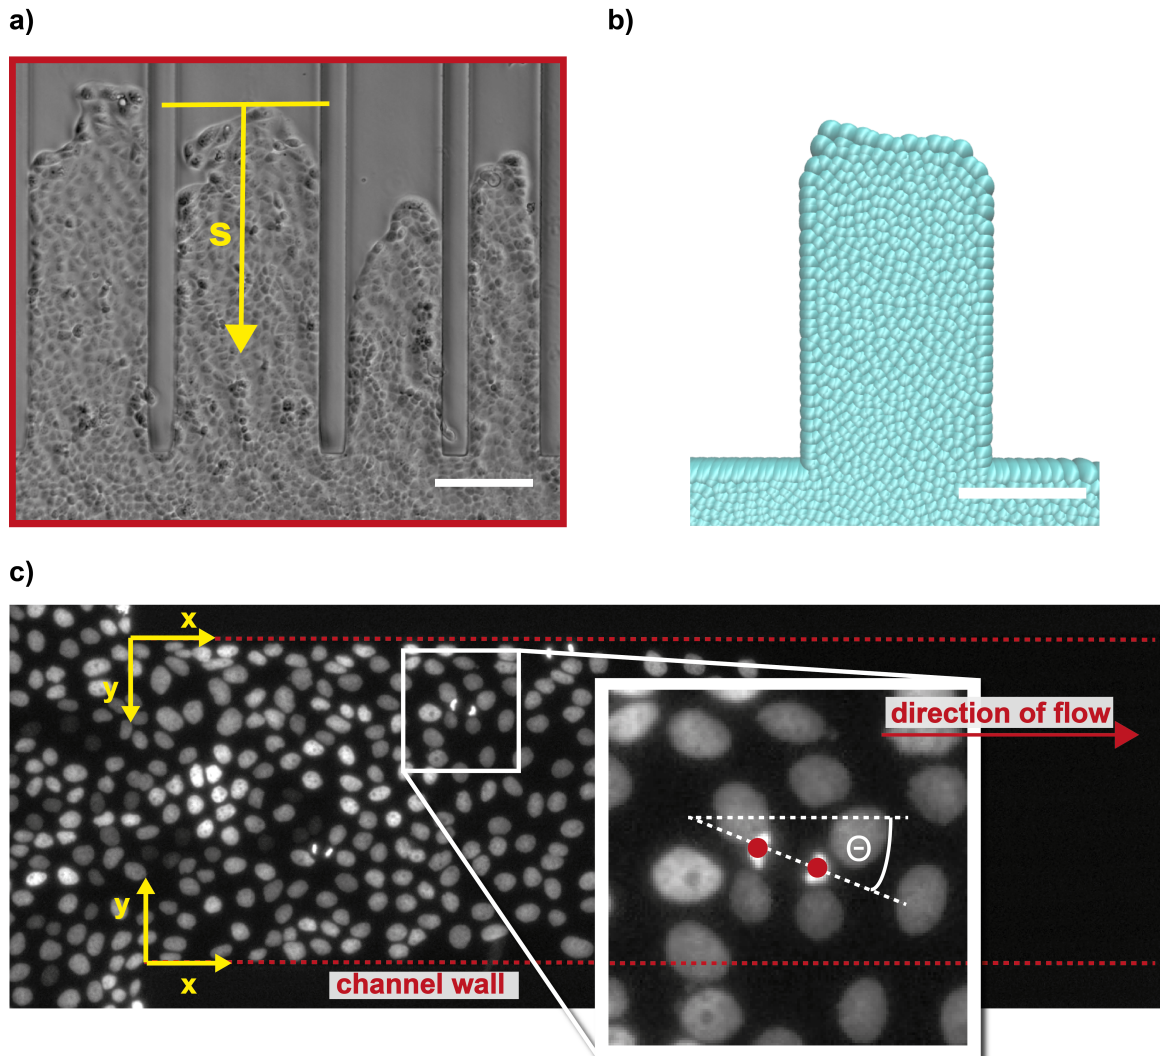 a)
b)
s
c)
x
y
direction of flow
Θ
y
x
channel wall